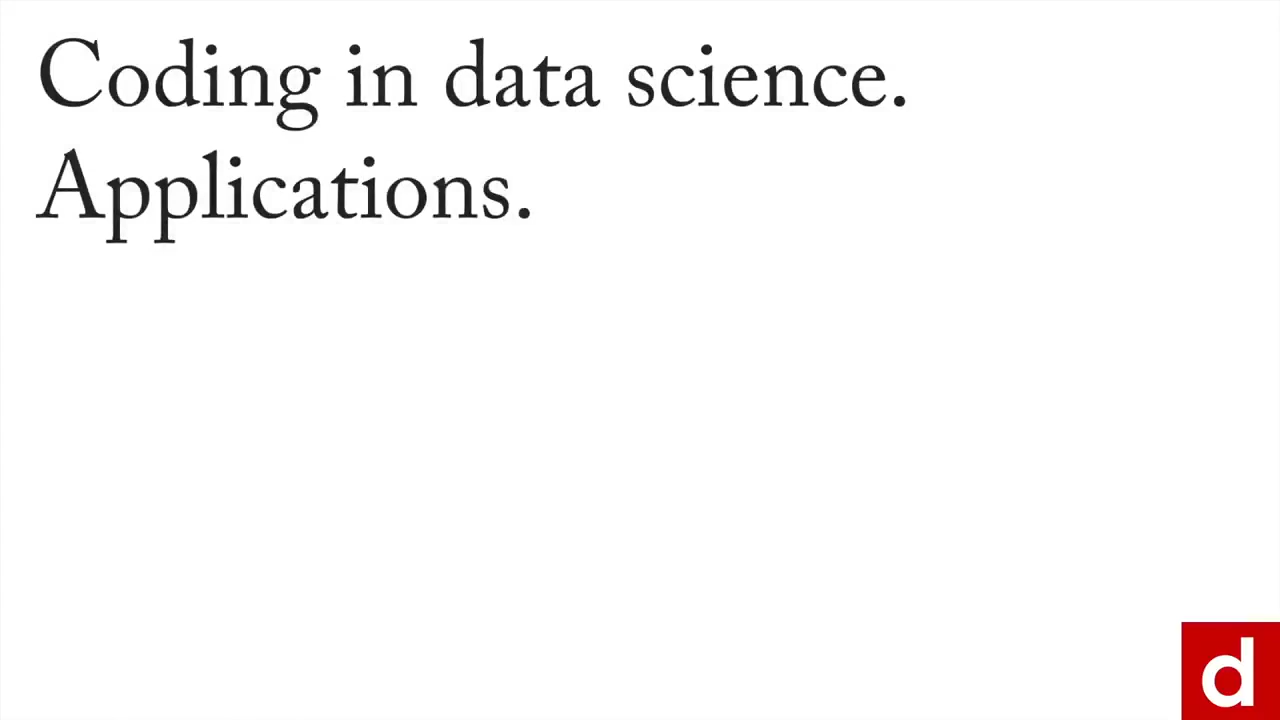 Coding in data science.
Applications.
d